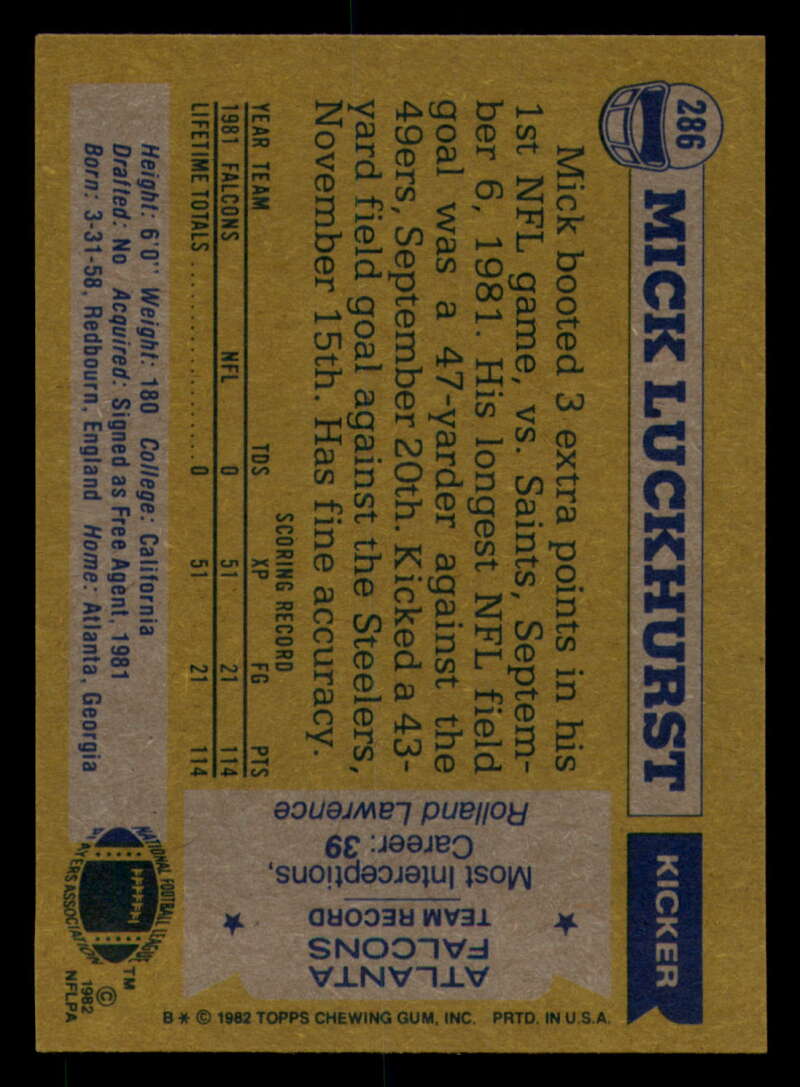 286
MICK LUCKHURST
KICKER
Mick booted 3 extra points in his
1st NFL game, vs. Saints, Septem-
ber 6, 1981. His longest NFL field
goal was a 47-yarder against the
49ers, September 20th. Kicked a 43-
yard field goal against the Steelers,
November 15th. Has fine accuracy.
SCORING RECORD
YEAR TEAM TDS XP FG PTS
1981 FALCONS NFL 0 51 21 114
LIFETIME TOTALS ................ 0 51 21 114
Height: 6'0" Weight: 180 College: California
Drafted: No Acquired: Signed as Free Agent, 1981
Born: 3-31-58, Redbourn, England Home: Atlanta, Georgia
ATLANTA
FALCONS
TEAM RECORD
Most Interceptions,
Career: 39
Rolland Lawrence
NATIONAL FOOTBALL LEAGUE
AYERS ASSOCIATION
TM
©
1982
NFLPA
B* © 1982 TOPPS CHEWING GUM, INC. PRTD. IN U.S.A.